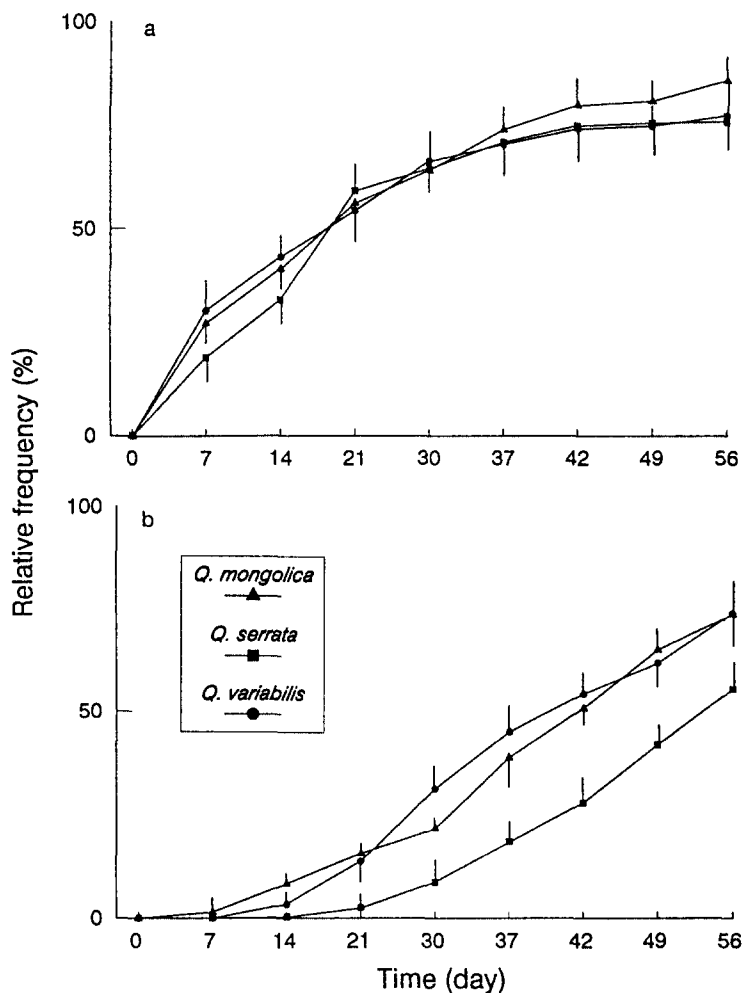 100
a
50
0
0 7 14 21 30 37 42 49 56
Relative frequency (%)
100
b
Q. mongolica
Q. serrata
Q. variabilis
50
0
0 7 14 21 30 37 42 49 56
Time (day)